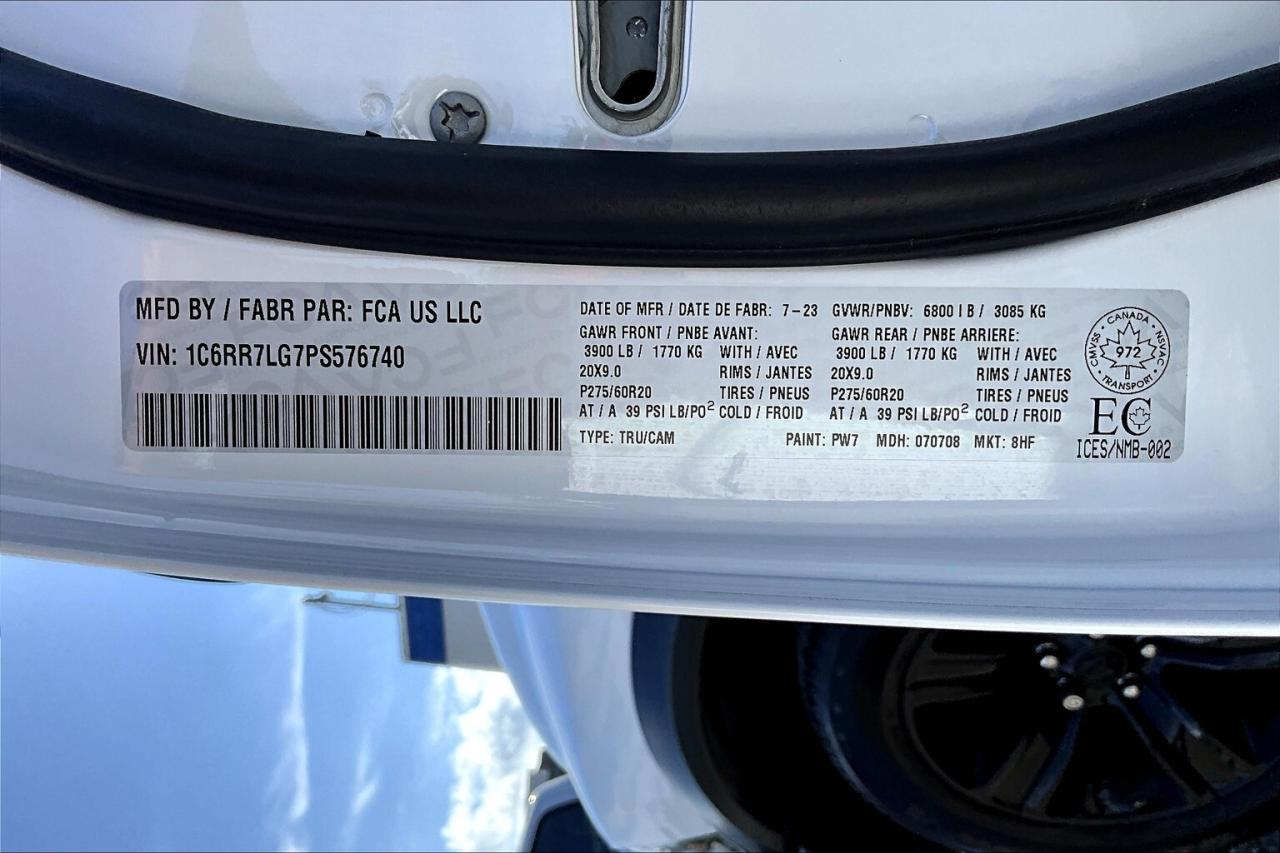 MFD BY / FABR PAR: FCA US LLC
VIN: 1C6RR7LG7PS576740
DATE OF MFR / DATE DE FABR: 7-23
GAWR FRONT / PNBE AVANT:
3900 LB / 1770 KG WITH / AVEC
20X9.0 RIMS / JANTES
P275/60R20 TIRES / PNEUS
AT / A 39 PSI LB/PO² COLD / FROID
TYPE: TRU/CAM
GVWR/PNBV: 6800 lB / 3085 KG
GAWR REAR / PNBE ARRIERE:
3900 LB / 1770 KG WITH / AVEC
20X9.0 RIMS / JANTES
P275/60R20 TIRES / PNEUS
AT / A 39 PSI LB/PO² COLD / FROID
PAINT: PW7 MDH: 070708 MKT: 8HF
CANADA
CMVSS 972 NSVAC
TRANSPORT
EC
ICES/NMB-002